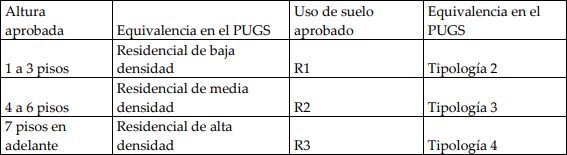 Altura
aprobada
Equivalencia en el PUGS
Uso de suelo
aprobado
Equivalencia en el
PUGS
1 a 3 pisos
Residencial de baja
densidad
R1
Tipología 2
4 a 6 pisos
Residencial de media
densidad
R2
Tipología 3
7 pisos en
adelante
Residencial de alta
densidad
R3
Tipología 4